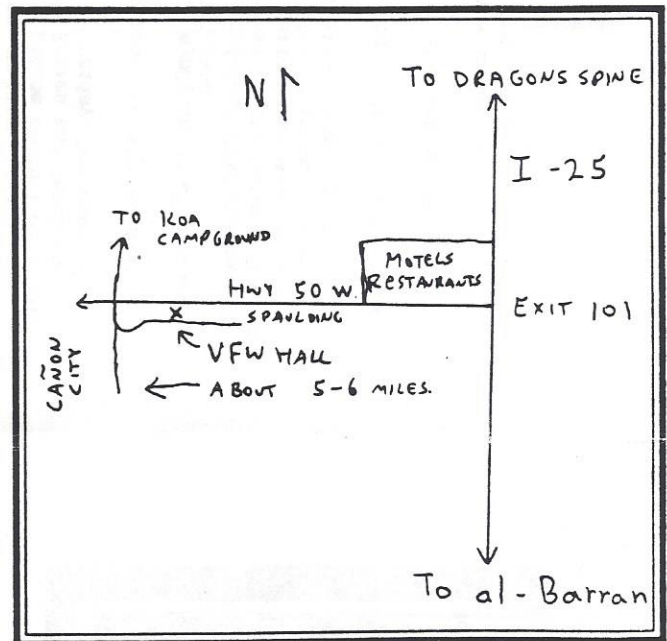 N
TO DRAGONS SPINE
I-25
TO KOA
CAMPGROUND
MOTELS
RESTAURANTS
HWY 50 W.
EXIT 101
X
SPAULDING
VFW HALL
CAÑON
CITY
ABOUT 5-6 MILES.
To al-Barran